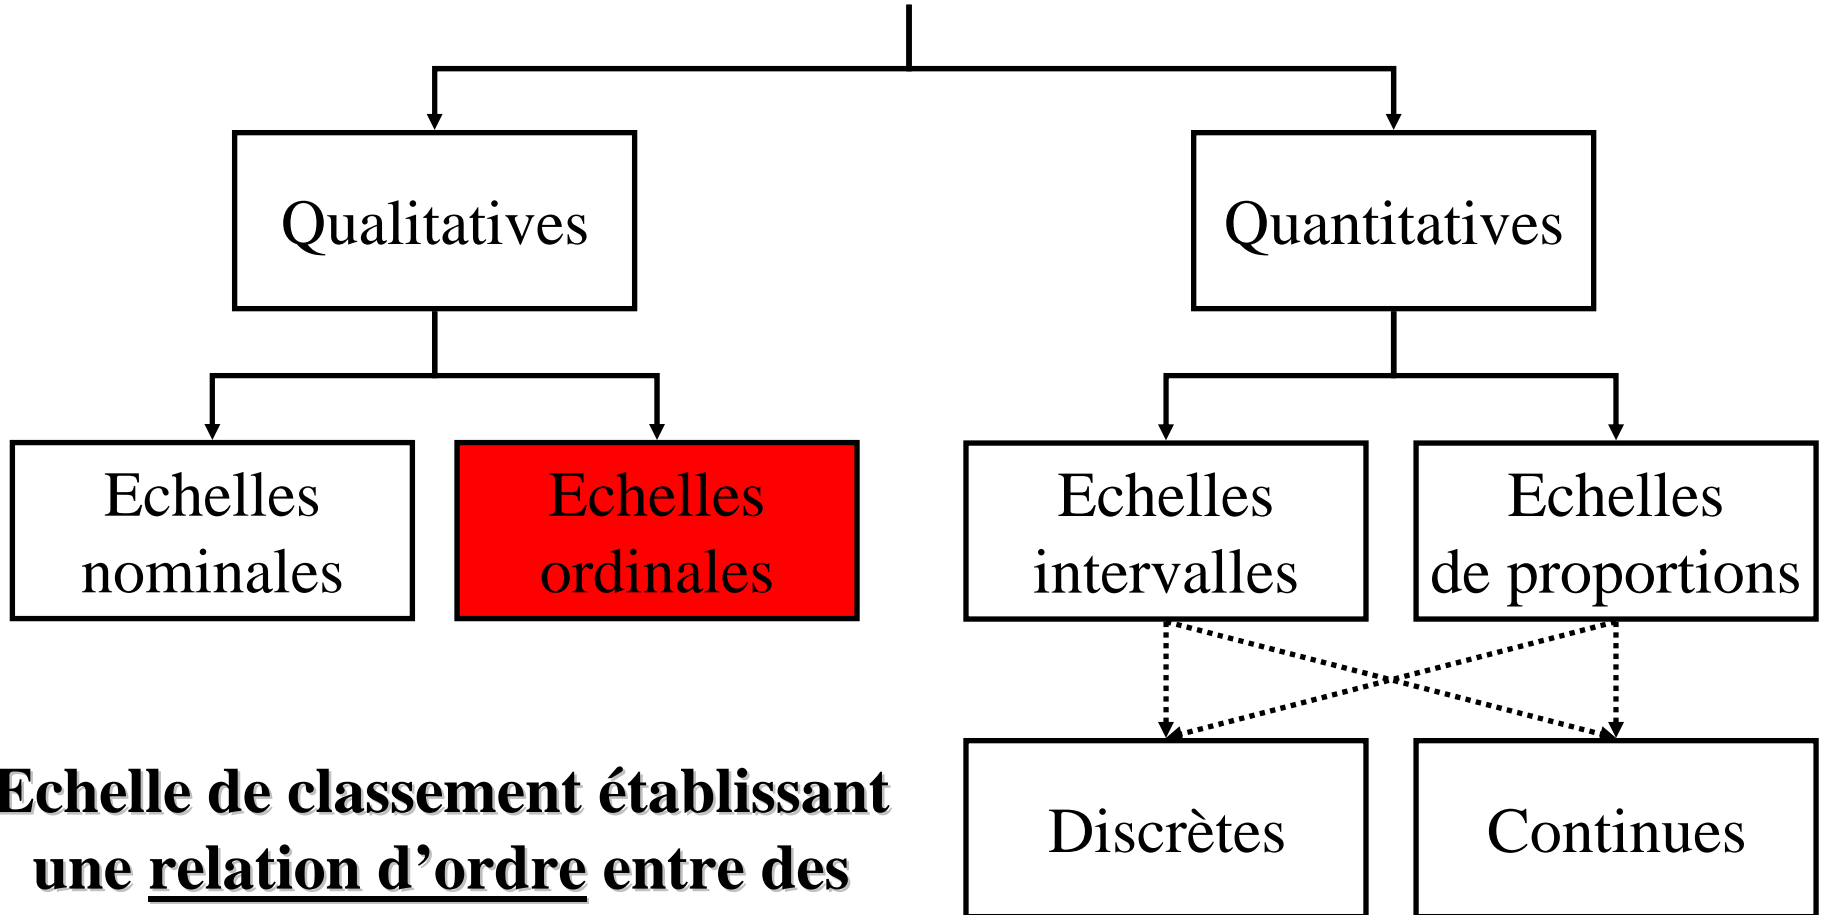 Qualitatives
Quantitatives
Echelles
nominales
Echelles
ordinales
Echelles
intervalles
Echelles
de proportions
Echelle de classement établissant
une relation d’ordre entre des
Discrètes
Continues